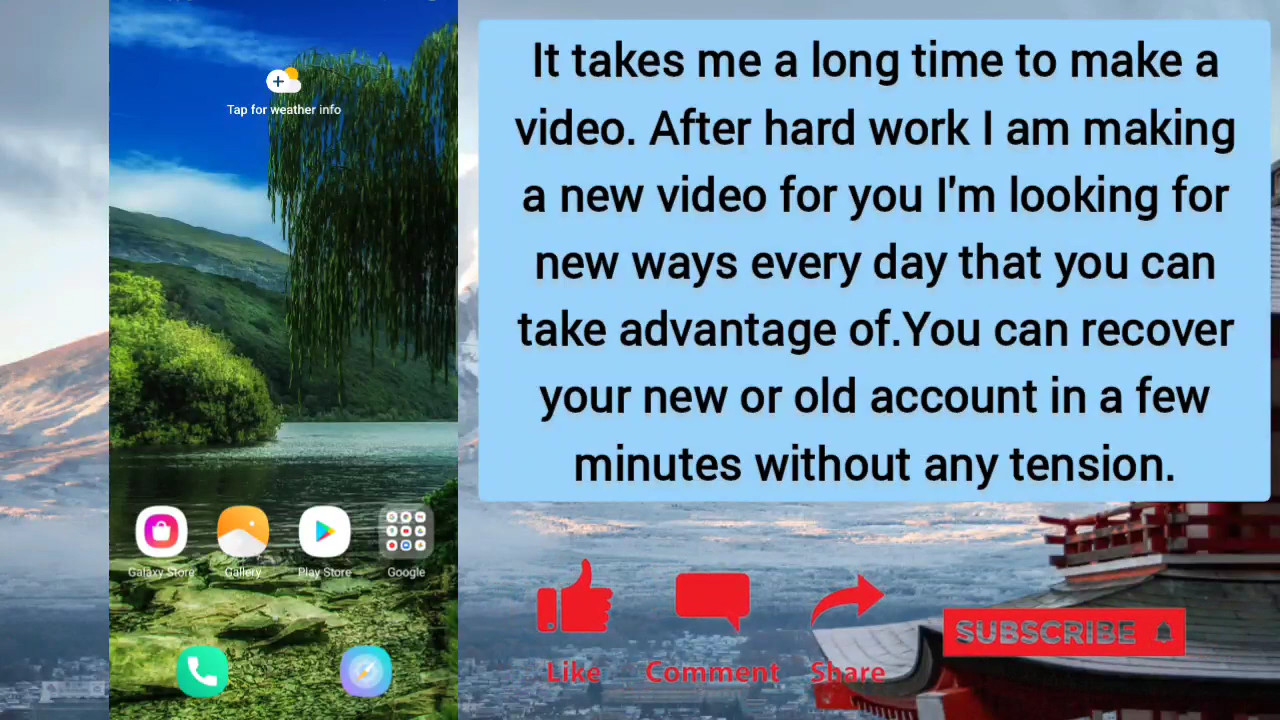 Tap for weather info
Galaxy Store
Gallery
Play Store
Google
It takes me a long time to make a
video. After hard work I am making
a new video for you I'm looking for
new ways every day that you can
take advantage of.You can recover
your new or old account in a few
minutes without any tension.
Like
Comment
Share
SUBSCRIBE